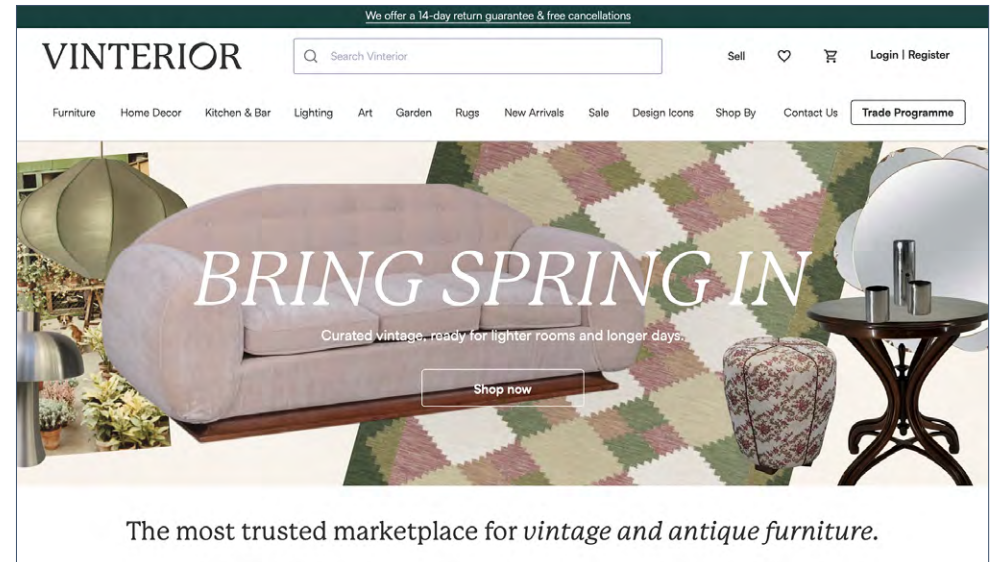 We offer a 14-day return guarantee & free cancellations
VINTERIOR
Search Vinterior
Sell
Login | Register
Furniture Home Decor Kitchen & Bar Lighting Art Garden Rugs New Arrivals Sale Design Icons Shop By Contact Us Trade Programme
BRING SPRING IN
Curated vintage, ready for lighter rooms and longer days.
Shop now
The most trusted marketplace for vintage and antique furniture.